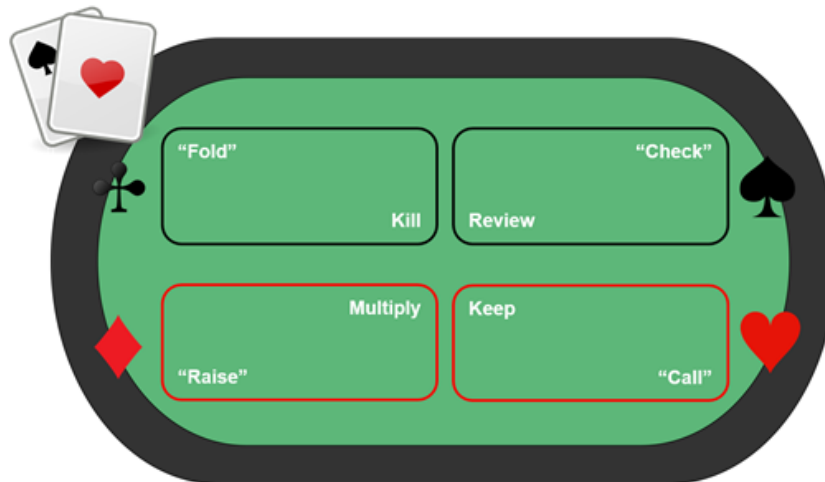 “Fold”
Kill
“Check”
Review
Multiply
“Raise”
Keep
“Call”